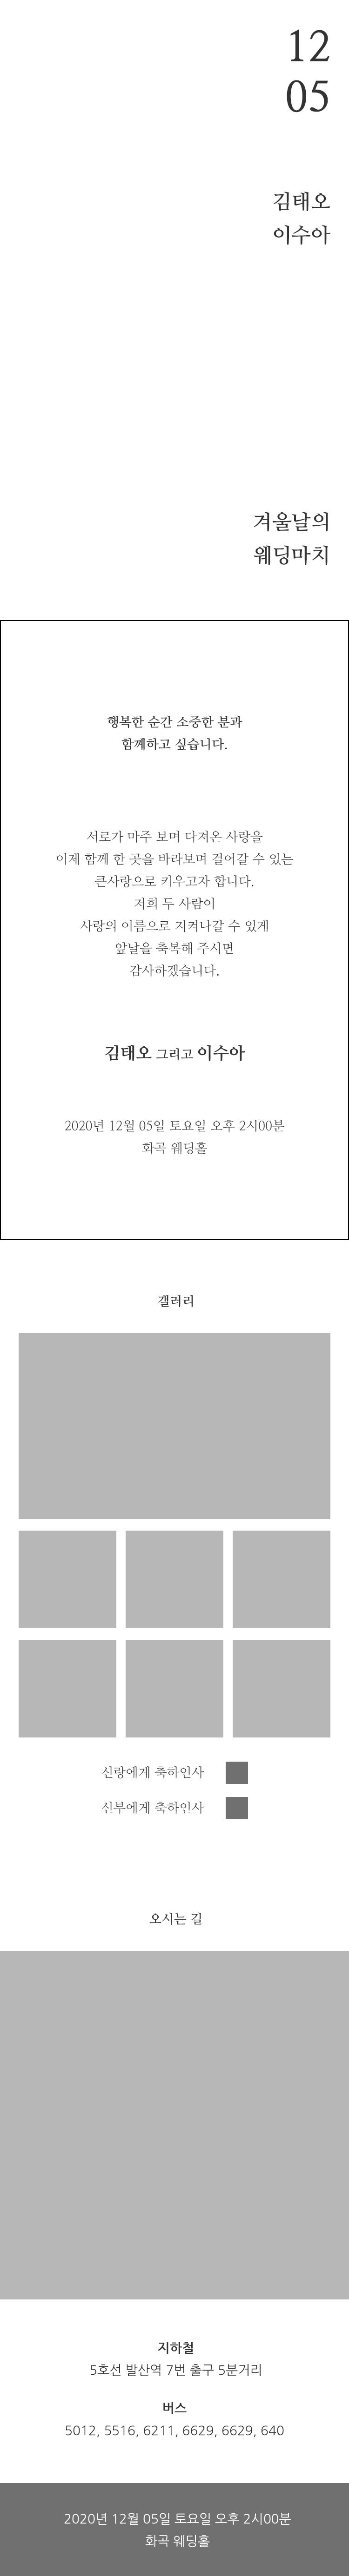 12
05
김태오
이수아
겨울날의
웨딩마치
행복한 순간 소중한 분과
함께하고 싶습니다.
서로가 마주 보며 다져온 사랑을
이제 함께 한 곳을 바라보며 걸어갈 수 있는
큰사랑으로 키우고자 합니다.
저희 두 사람이
사랑의 이름으로 지켜나갈 수 있게
앞날을 축복해 주시면
감사하겠습니다.
김태오 그리고 이수아
2020년 12월 05일 토요일 오후 2시00분
화곡 웨딩홀
갤러리
신랑에게 축하인사
신부에게 축하인사
오시는 길
지하철
5호선 발산역 7번 출구 5분거리
버스
5012, 5516, 6211, 6629, 6629, 640
2020년 12월 05일 토요일 오후 2시00분
화곡 웨딩홀